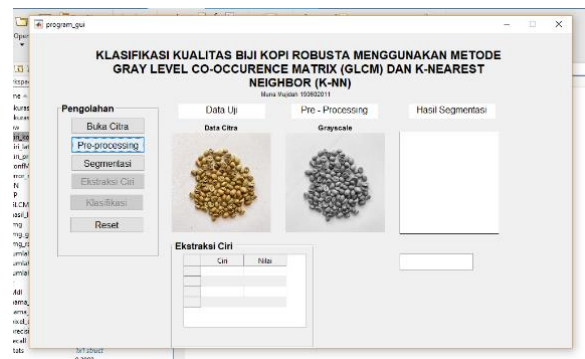 program_gui
KLASIFIKASI KUALITAS BIJI KOPI ROBUSTA MENGGUNAKAN METODE
GRAY LEVEL CO-OCCURENCE MATRIX (GLCM) DAN K-NEAREST
NEIGHBOR (K-NN)
Pengolahan
Buka Citra
Pre-processing
Segmentasi
Ekstraksi Ciri
Klasifikasi
Reset
Data Uji
Pre - Processing
Hasil Segmentasi
Data Citra
Grayscale
Ekstraksi Ciri
Ciri
Nilai
1x1 struct